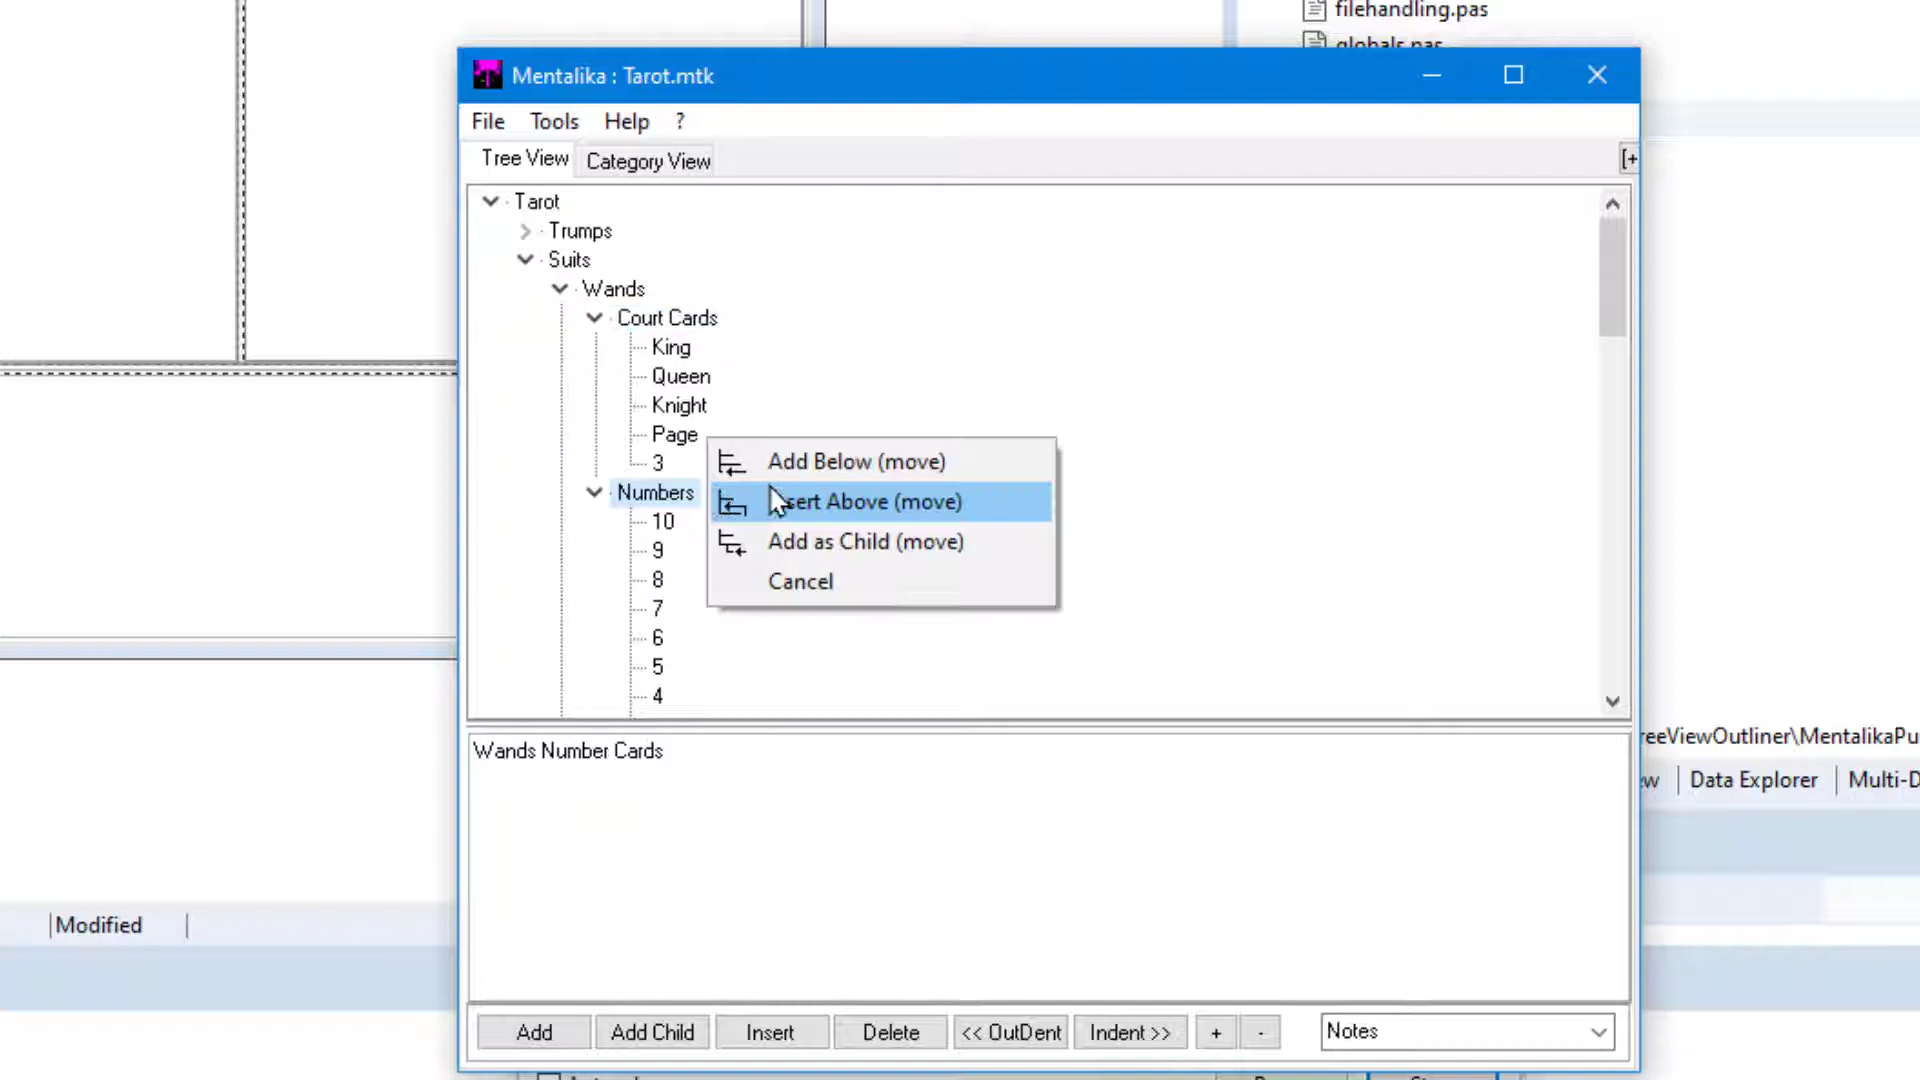 filehandling.pas
globals.pas
Mentalika : Tarot.mtk
File Tools Help ?
Tree View Category View [+
Tarot
Trumps
Suits
Wands
Court Cards
King
Queen
Knight
Page
3
Numbers
10
9
8
7
6
5
4
Add Below (move)
sert Above (move)
Add as Child (move)
Cancel
Wands Number Cards
reeViewOutliner\MentalikaPu
ew Data Explorer Multi-D
Modified
Add Add Child Insert Delete << OutDent Indent >> + - Notes